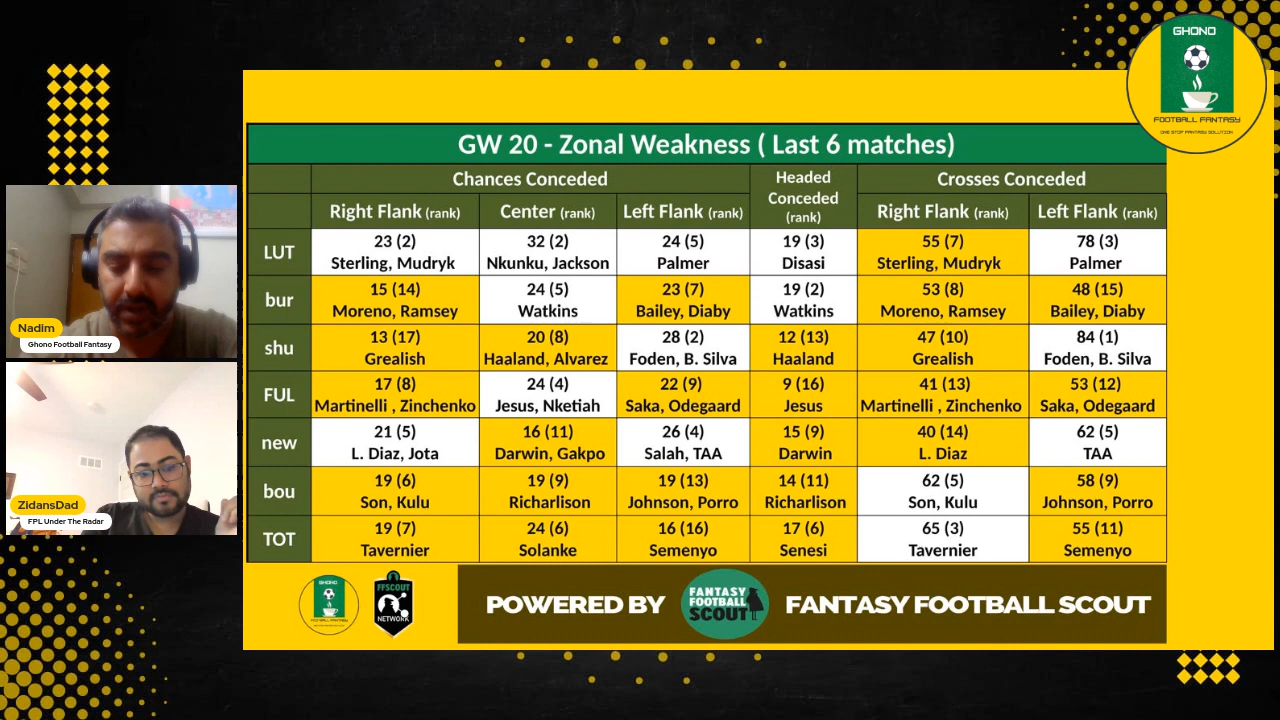 GHONO
FOOTBALL FANTASY
ONE STOP FANTASY SOLUTION
GW 20 - Zonal Weakness ( Last 6 matches)
Chances Conceded
Headed Conceded (rank)
Crosses Conceded
Right Flank (rank) Center (rank) Left Flank (rank) Right Flank (rank) Left Flank (rank)
LUT
23 (2) 32 (2) 24 (5) 19 (3) 55 (7) 78 (3)
Sterling, Mudryk Nkunku, Jackson Palmer Disasi Sterling, Mudryk Palmer
bur
15 (14) 24 (5) 23 (7) 19 (2) 53 (8) 48 (15)
Moreno, Ramsey Watkins Bailey, Diaby Watkins Moreno, Ramsey Bailey, Diaby
shu
13 (17) 20 (8) 28 (2) 12 (13) 47 (10) 84 (1)
Grealish Haaland, Alvarez Foden, B. Silva Haaland Grealish Foden, B. Silva
FUL
17 (8) 24 (4) 22 (9) 9 (16) 41 (13) 53 (12)
Martinelli , Zinchenko Jesus, Nketiah Saka, Odegaard Jesus Martinelli , Zinchenko Saka, Odegaard
new
21 (5) 16 (11) 26 (4) 15 (9) 40 (14) 62 (5)
L. Diaz, Jota Darwin, Gakpo Salah, TAA Darwin L. Diaz TAA
bou
19 (6) 19 (9) 19 (13) 14 (11) 62 (5) 58 (9)
Son, Kulu Richarlison Johnson, Porro Richarlison Son, Kulu Johnson, Porro
TOT
19 (7) 24 (6) 16 (16) 17 (6) 65 (3) 55 (11)
Tavernier Solanke Semenyo Senesi Tavernier Semenyo
Nadim
Ghono Football Fantasy
ZidansDad
FPL Under The Radar
GHONO
FOOTBALL FANTASY
FFSCOUT
NETWORK
POWERED BY
FANTASY
FOOTBALL
SCOUT
FANTASY FOOTBALL SCOUT